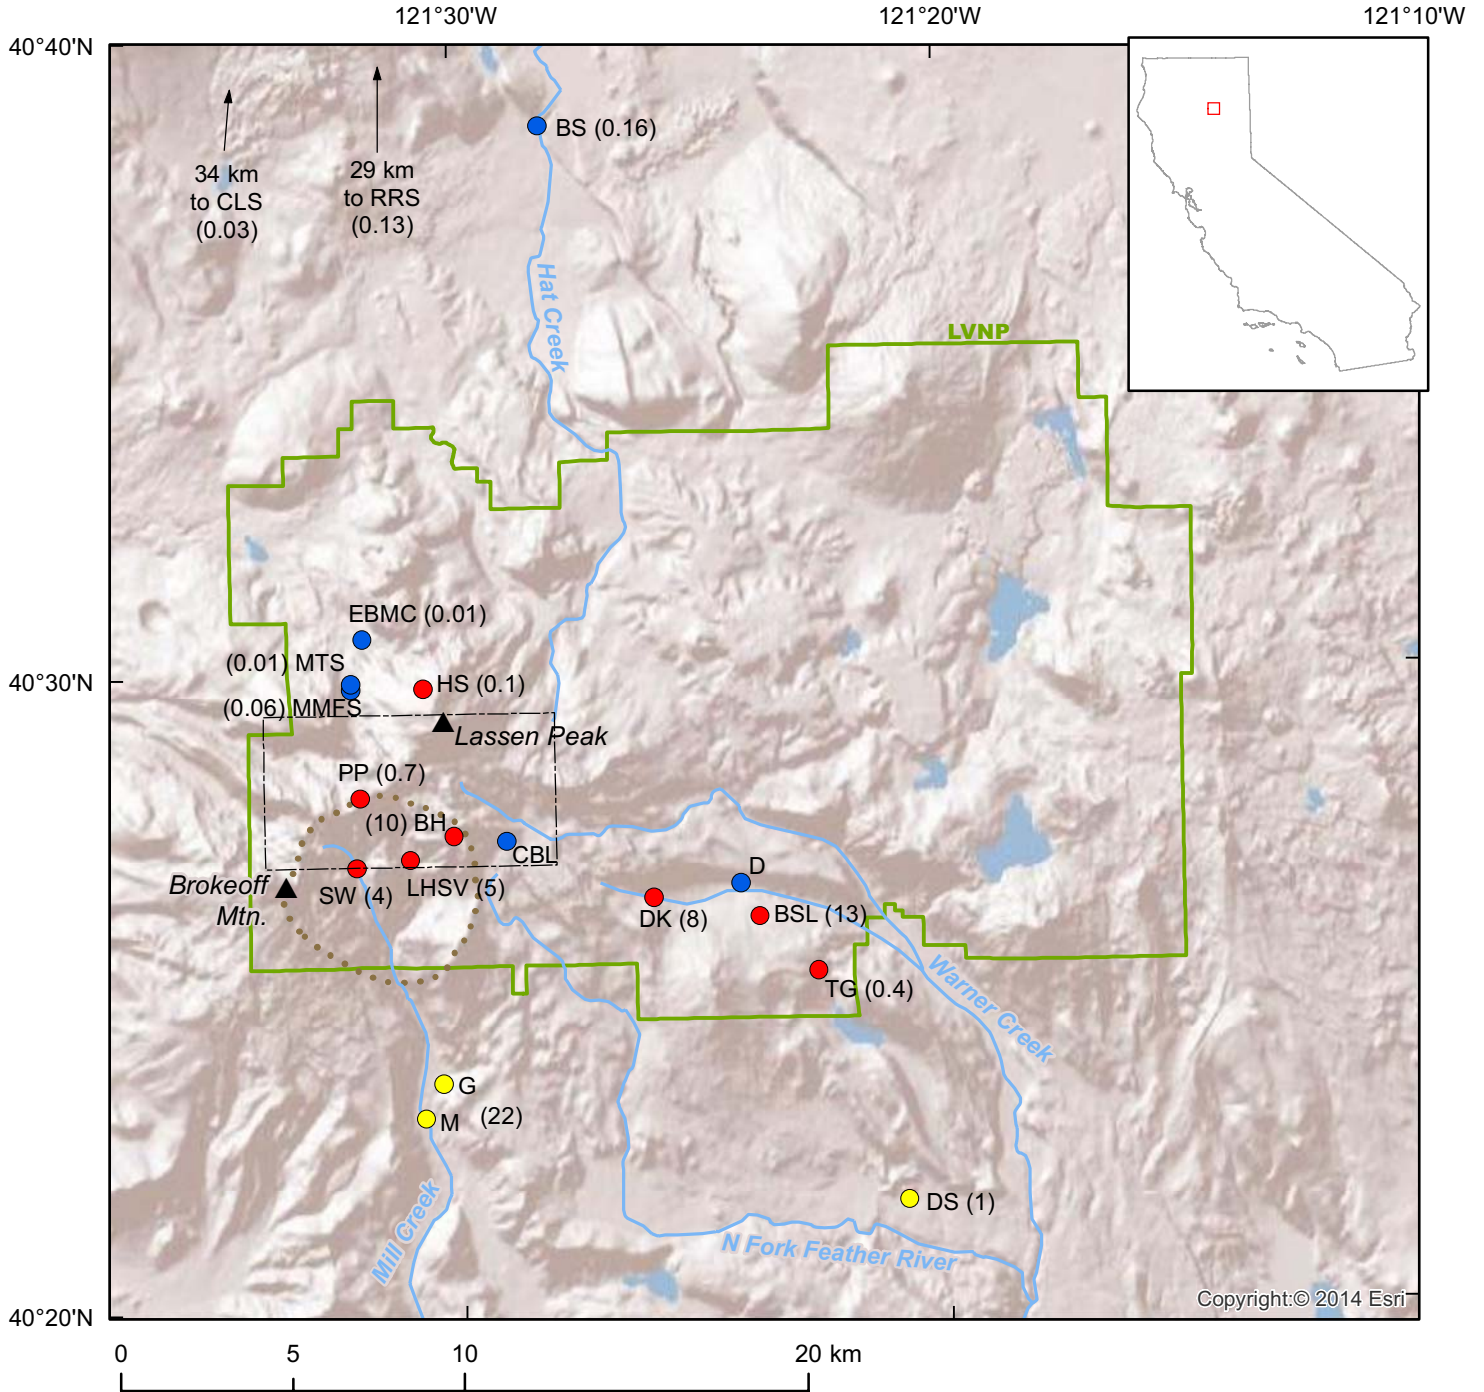 121°30'W
121°20'W
121°10'W
40°40'N
BS (0.16)
34 km
to CLS
(0.03)
29 km
to RRS
(0.13)
Hat Creek
LVNP
EBMC (0.01)
(0.01) MTS
HS (0.1)
40°30'N
(0.06) MMFS
Lassen Peak
PP (0.7)
(10) BH
CBL
D
Brokeoff
Mtn.
SW (4)
LHSV (5)
DK (8)
BSL (13)
TG (0.4)
Warner Creek
G
(22)
M
DS (1)
Mill Creek
N Fork Feather River
Copyright:© 2014 Esri
40°20'N
0
5
10
20 km